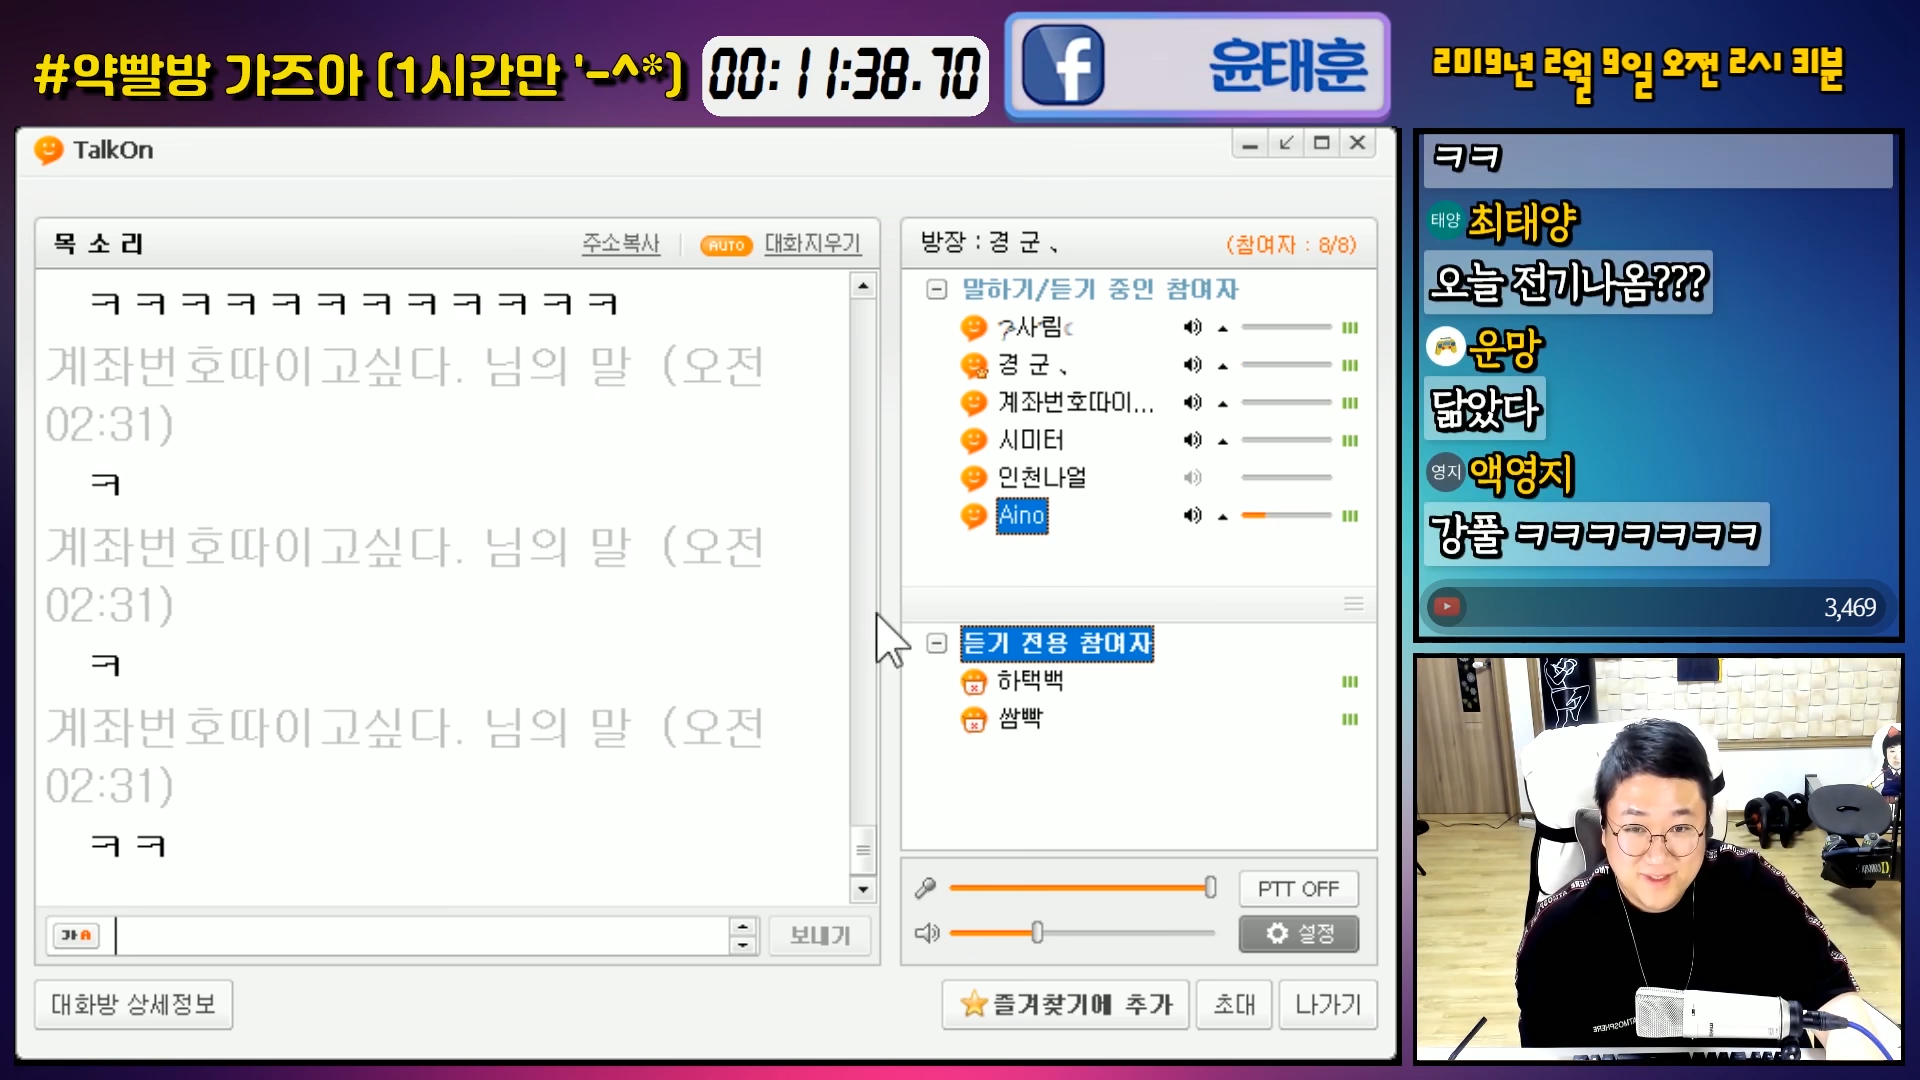 #약빨방 가즈아 (1시간만 '-^*)
00:11:38.70
f
윤태훈
2019년 2월 9일 오전 2시 31분
TalkOn
목 소 리
주소복사
AUTO
대화지우기
ㅋㅋㅋㅋㅋㅋㅋㅋㅋㅋㅋㅋ
계좌번호따이고싶다. 님의 말 (오전
02:31)
ㅋ
계좌번호따이고싶다. 님의 말 (오전
02:31)
ㅋ
계좌번호따이고싶다. 님의 말 (오전
02:31)
ㅋㅋ
가A
보내기
대화방 상세정보
방장 : 경 군、
(참여자 : 8/8)
말하기/듣기 중인 참여자
사림
경 군、
계좌번호따이...
시미터
인천나얼
Aino
듣기 전용 참여자
하택백
쌈빡
PTT OFF
설정
즐겨찾기에 추가
초대
나가기
ㅋㅋ
태양
최태양
오늘 전기나옴???
운망
닮았다
영지
액영지
강풀 ㅋㅋㅋㅋㅋㅋㅋ
3,469